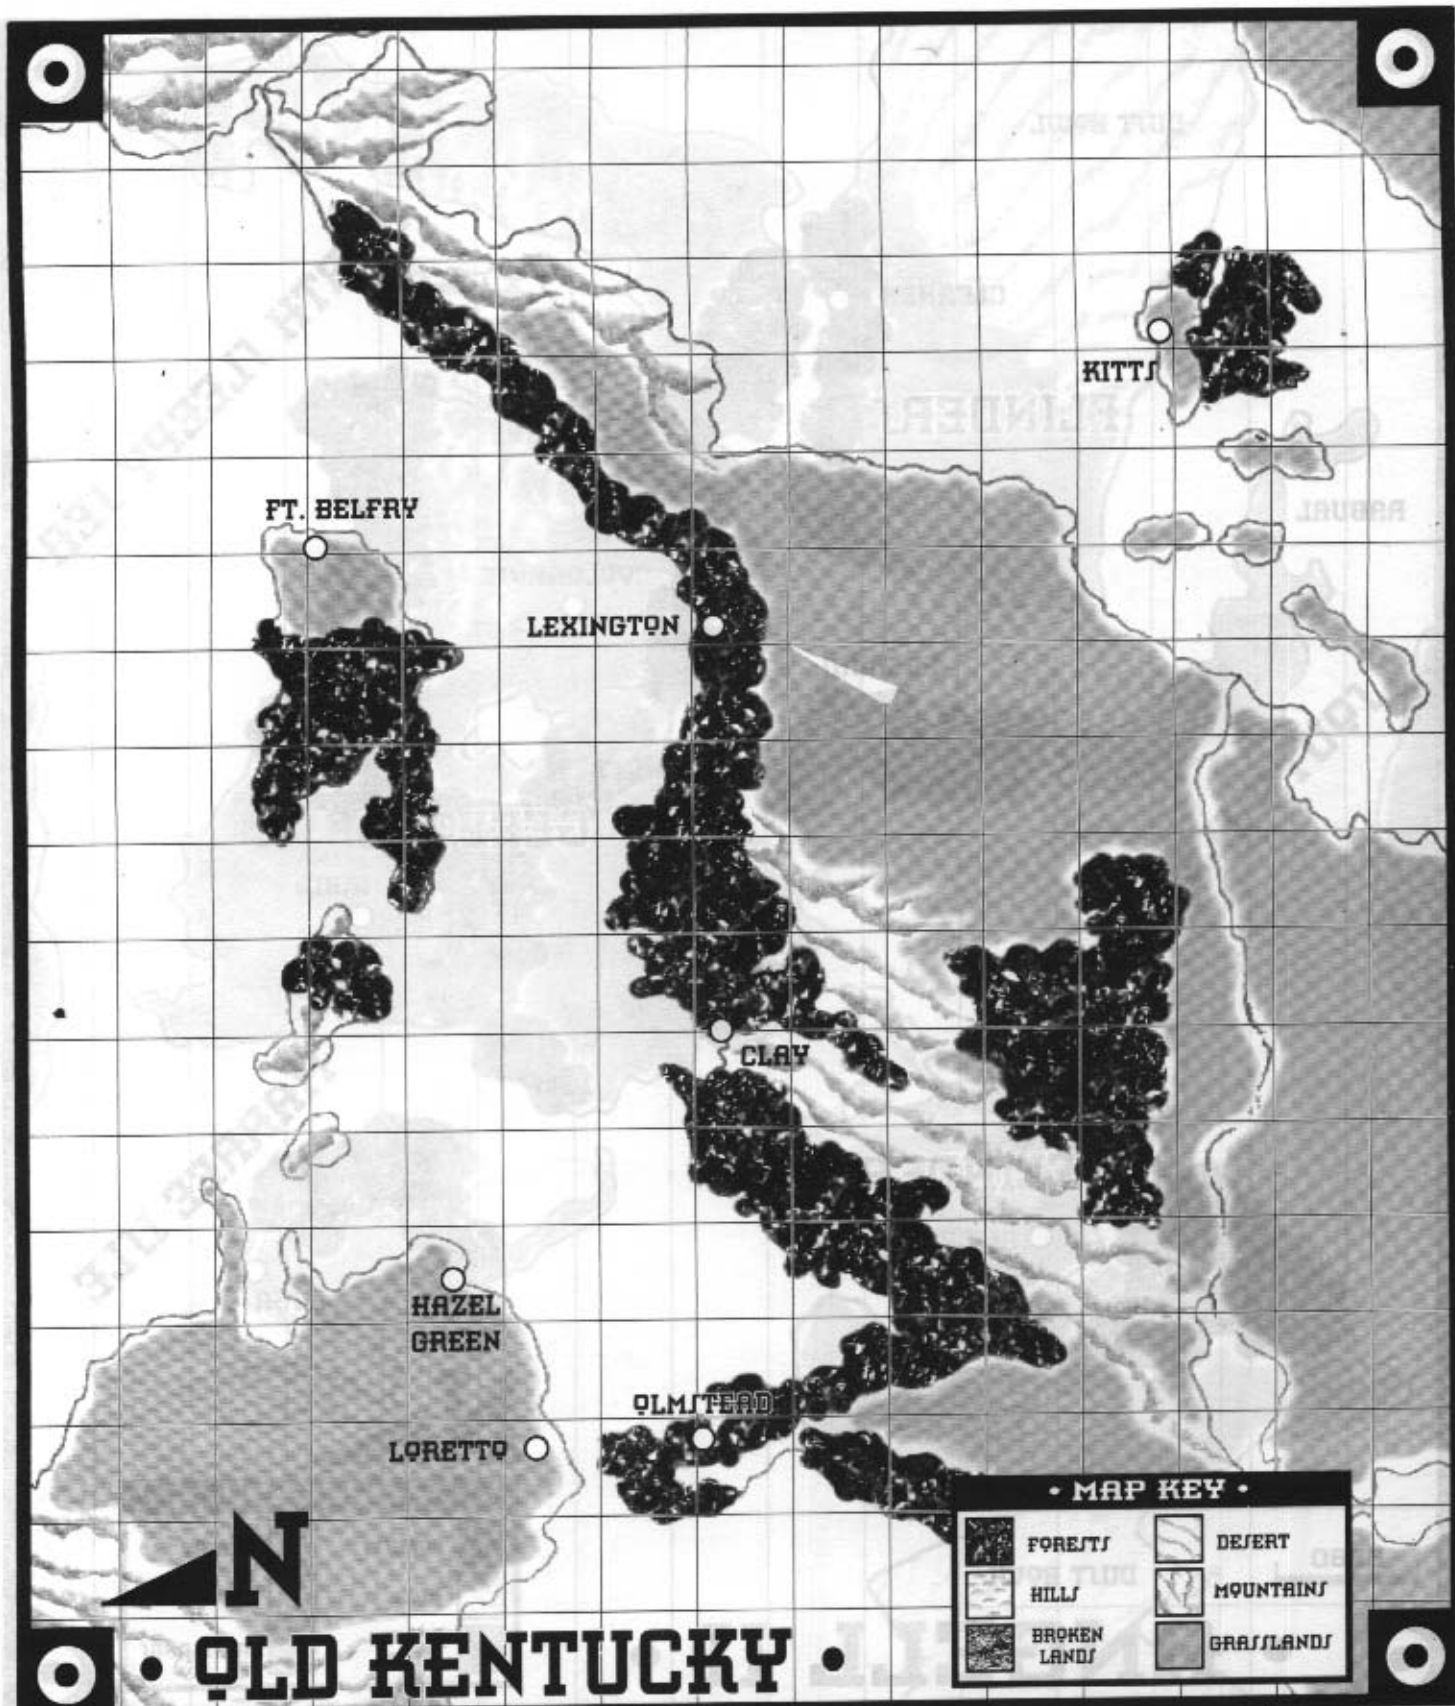 KITTS
FT. BELFRY
LEXINGTON
CLAY
HAZEL
GREEN
OLMSTEAD
LORETTO
N
• OLD KENTUCKY •
• MAP KEY •
FORESTS
DESERT
HILLS
MOUNTAINS
BROKEN
LANDS
GRASSLANDS